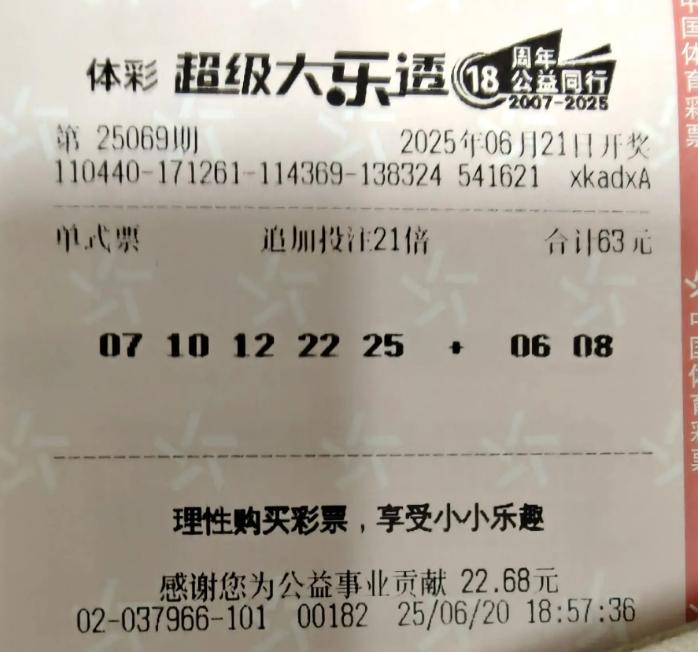 体彩 超级大乐透 18 周年 公益同行 2007-2025
第 25069期 2025年06月21日开奖
110440-171261-114369-138324 541621 xkadxA
单式票 追加投注21倍 合计63元
07 10 12 22 25 + 06 08
理性购买彩票，享受小小乐趣
感谢您为公益事业贡献 22.68元
02-037966-101 00182 25/06/20 18:57:36
中国体育彩票
中国体育彩票